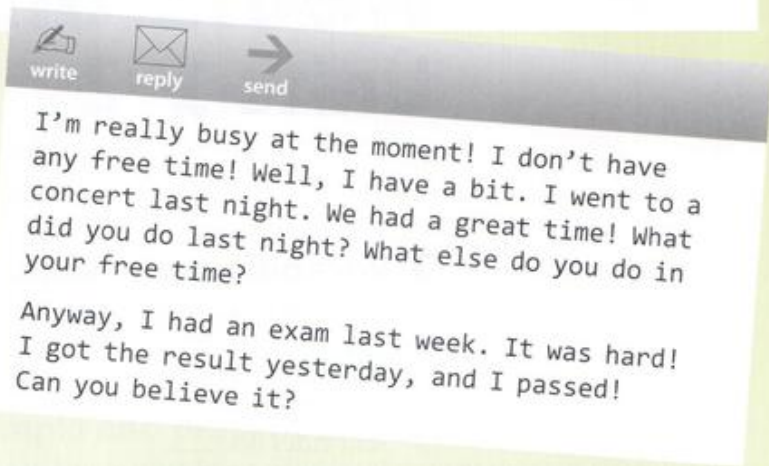 write reply send
I'm really busy at the moment! I don't have
any free time! Well, I have a bit. I went to a
concert last night. We had a great time! What
did you do last night? What else do you do in
your free time?
Anyway, I had an exam last week. It was hard!
I got the result yesterday, and I passed!
Can you believe it?